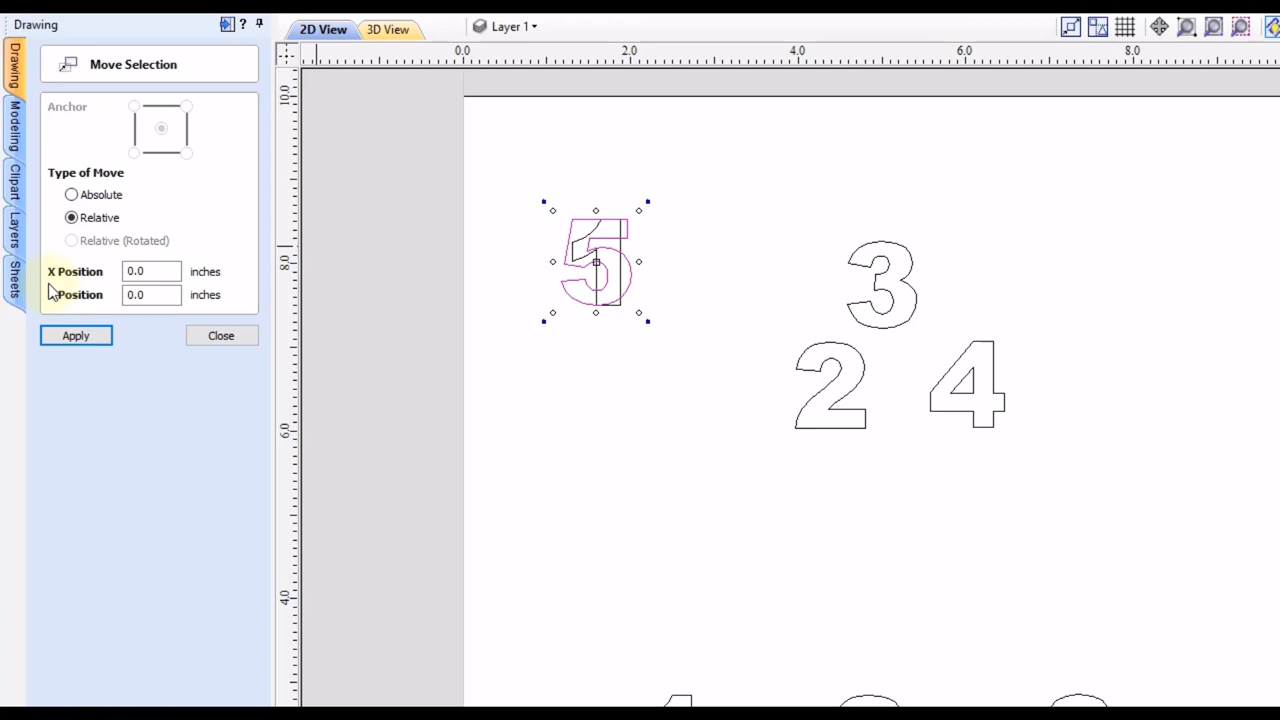 Drawing
?
2D View
3D View
Layer 1
Drawing
Modeling
Clipart
Layers
Sheets
Move Selection
Anchor
Type of Move
Absolute
Relative
Relative (Rotated)
X Position 0.0 inches
Position 0.0 inches
Apply
Close
0.0 2.0 4.0 6.0 8.0
10.0
8.0
6.0
4.0
5
1
3
2 4